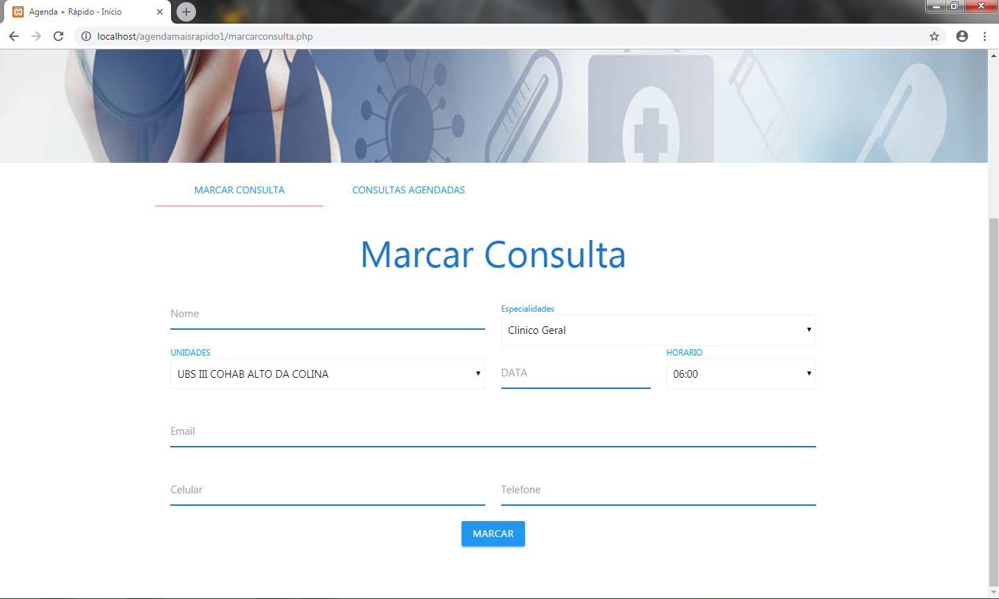 Agenda + Rápido - Início
localhost/agendamaisrapido1/marcarconsulta.php
MARCAR CONSULTA
CONSULTAS AGENDADAS
Marcar Consulta
Nome
Especialidades
Clinico Geral
UNIDADES
UBS III COHAB ALTO DA COLINA
DATA
HORARIO
06:00
Email
Celular
Telefone
MARCAR